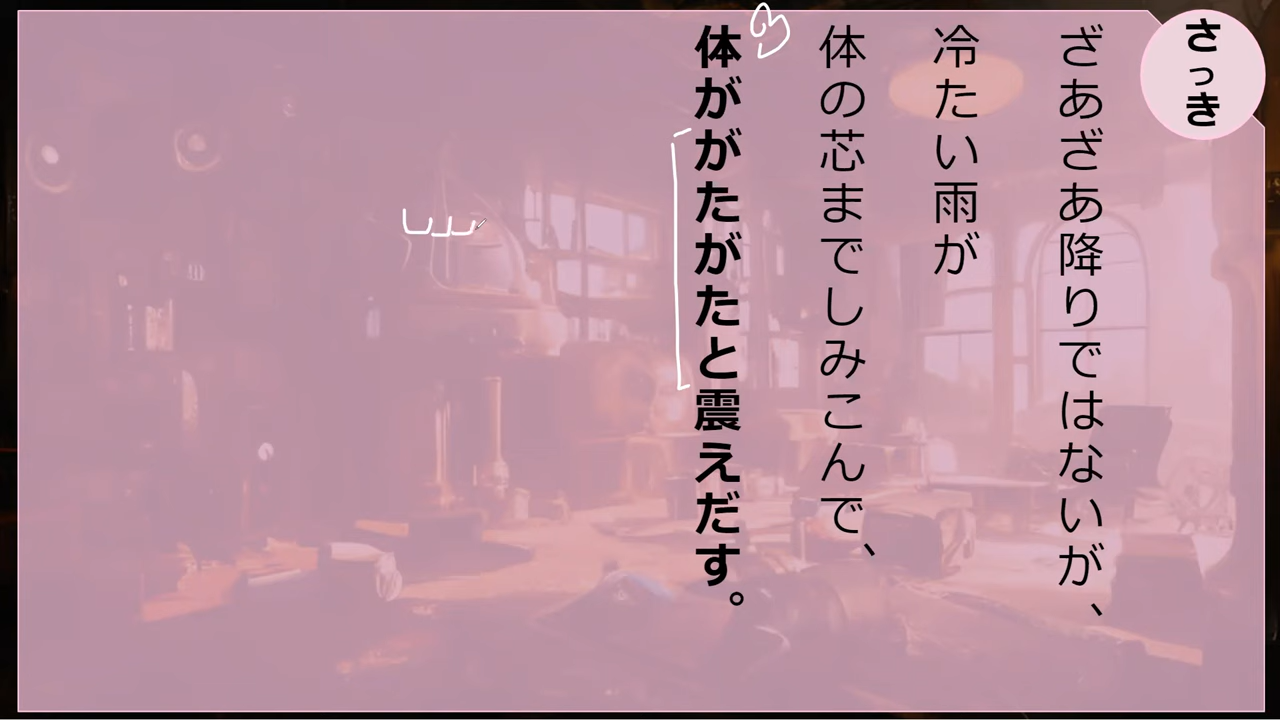 さっき
ざあざあ降りではないが、
冷たい雨が
体の芯までしみこんで、
体ががたがたと震えだす。